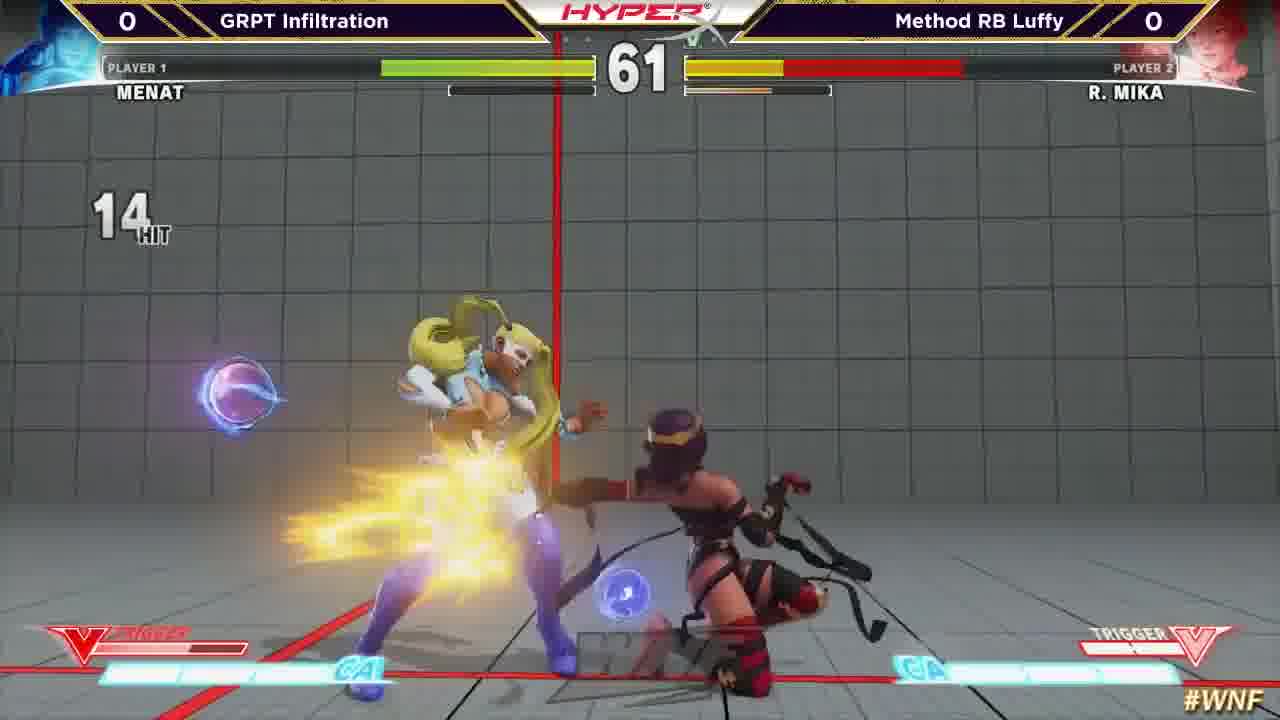 0 GRPT Infiltration HYPERX Method RB Luffy 0
PLAYER 1 61 PLAYER 2
MENAT R. MIKA
14 HIT
V TRIGGER TRIGGER V
CA CA
#WNF